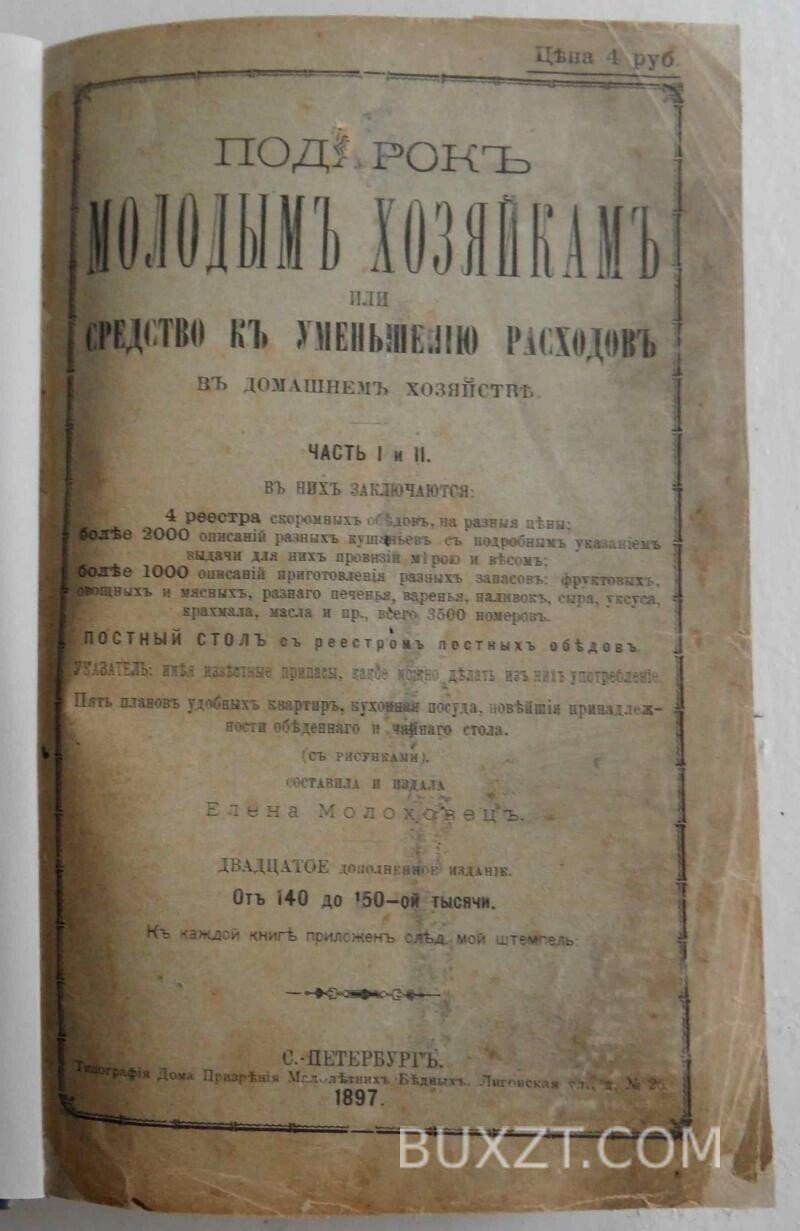 Цѣна 4 руб.
ПОДАРОКЪ
МОЛОДЫМЪ ХОЗЯЙКАМЪ
ИЛИ
СРЕДСТВО КЪ УМЕНЬШЕНІЮ РАСХОДОВЪ
ВЪ ДОМАШНЕМЪ ХОЗЯЙСТВѢ.
ЧАСТЬ I и II.
ВЪ НИХЪ ЗАКЛЮЧАЮТСЯ:
4 реестра скоромныхъ обѣдовъ, на разныя цѣны;
болѣе 2000 описаній разныхъ кушаньевъ съ подробнымъ указаніемъ
выдачи для нихъ провизіи мѣрою и вѣсомъ;
болѣе 1000 описаній приготовленія разныхъ запасовъ: фруктовыхъ,
овощныхъ и мясныхъ, разнаго печенья, варенья, наливокъ, сыра, уксуса,
крахмала, масла и пр., всего 3500 номеровъ.
ПОСТНЫЙ СТОЛЪ съ реестромъ постныхъ обѣдовъ
УКАЗАТЕЛЬ: имѣя извѣстные припасы, какое можно дѣлать изъ нихъ употребленіе.
Пять плановъ удобныхъ квартиръ, кухонная посуда, новѣйшія принадлеж-
ности обѣденнаго и чайнаго стола.
(съ рисунками).
СОСТАВИЛА И ИЗДАЛА
Елена Молоховецъ.
ДВАДЦАТОЕ дополненное изданіе.
Отъ 140 до 150-ой тысячи.
Къ каждой книгѣ приложенъ слѣд. мой штемпель:
С.-ПЕТЕРБУРГЪ.
Типографія Дома Призрѣнія Малолѣтнихъ Бѣдныхъ. Лиговская ул., д. № 26.
1897.
BUXZT.COM